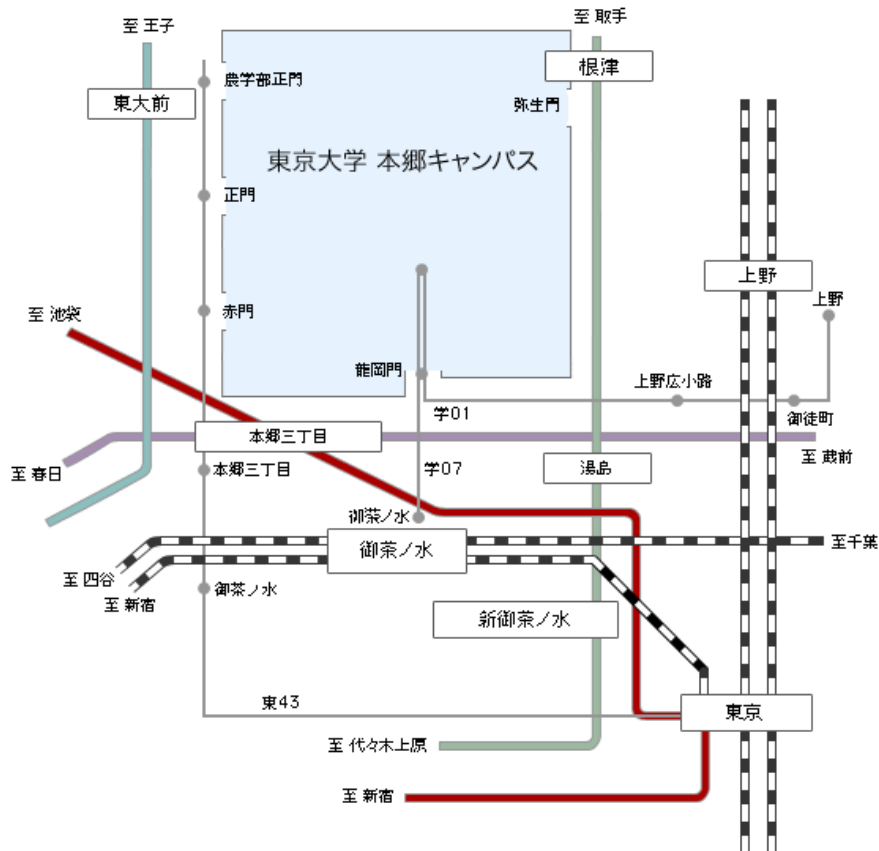 至 王子
至 取手
根津
農学部正門
東大前
弥生門
東京大学 本郷キャンパス
正門
上野
上野
赤門
至 池袋
龍岡門
上野広小路
学01
御徒町
本郷三丁目
至 蔵前
至 春日
本郷三丁目
学07
湯島
御茶ノ水
御茶ノ水
至千葉
至 四谷
至 新宿
御茶ノ水
新御茶ノ水
東43
東京
至 代々木上原
至 新宿